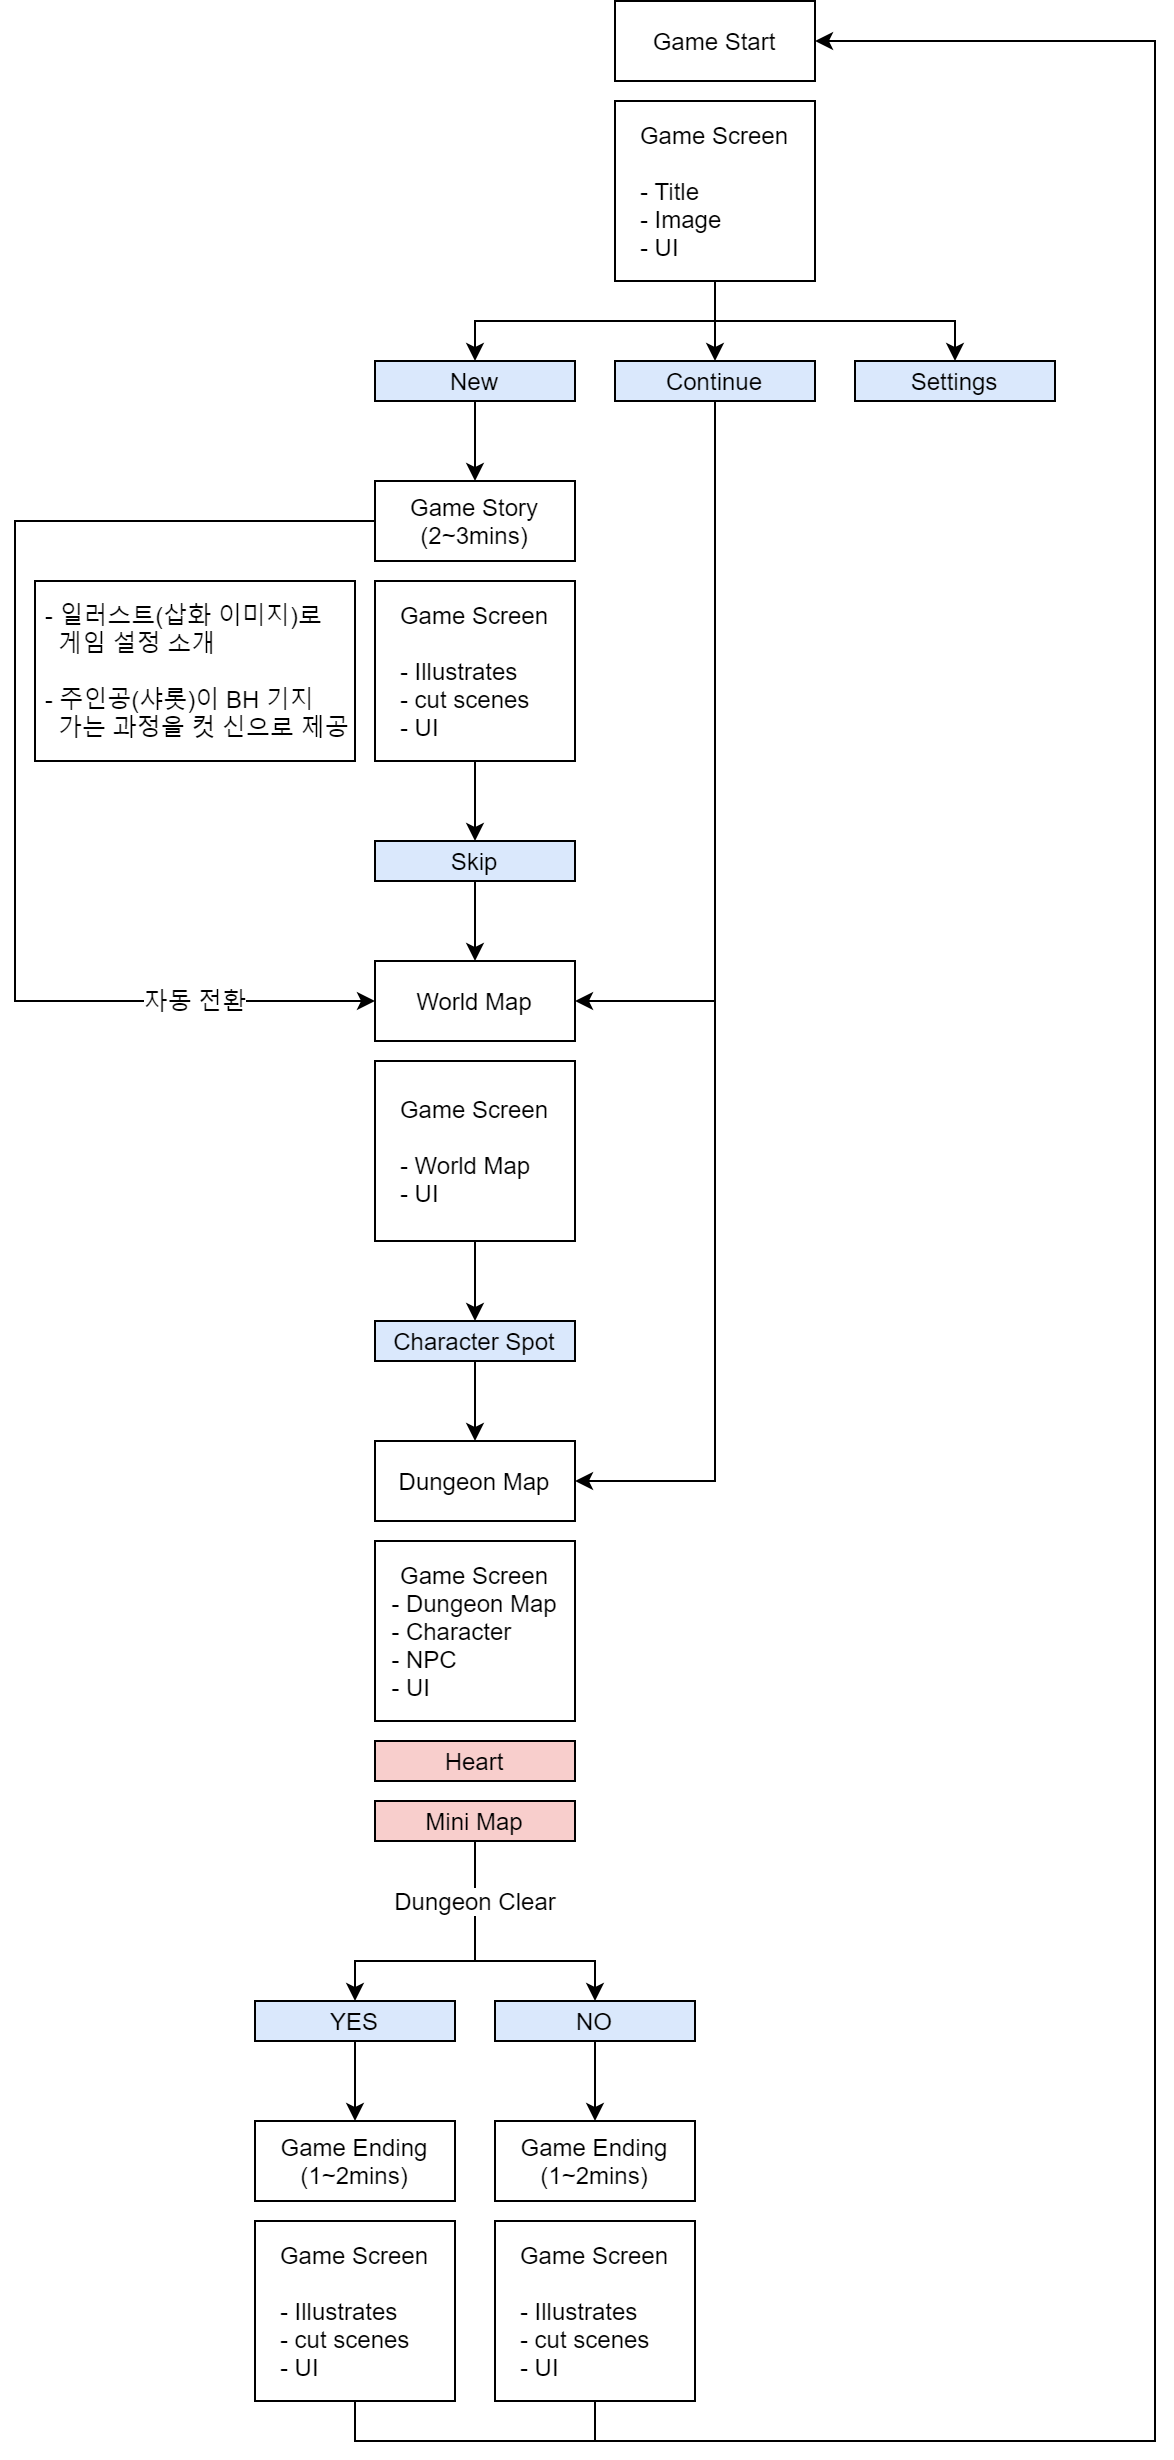 Game Start
Game Screen
- Title
- Image
- UI
New
Continue
Settings
Game Story
(2~3mins)
- 일러스트(삽화 이미지)로
게임 설정 소개
- 주인공(샤롯)이 BH 기지
가는 과정을 컷 신으로 제공
Game Screen
- Illustrates
- cut scenes
- UI
Skip
자동 전환
World Map
Game Screen
- World Map
- UI
Character Spot
Dungeon Map
Game Screen
- Dungeon Map
- Character
- NPC
- UI
Heart
Mini Map
Dungeon Clear
YES
NO
Game Ending
(1~2mins)
Game Ending
(1~2mins)
Game Screen
- Illustrates
- cut scenes
- UI
Game Screen
- Illustrates
- cut scenes
- UI